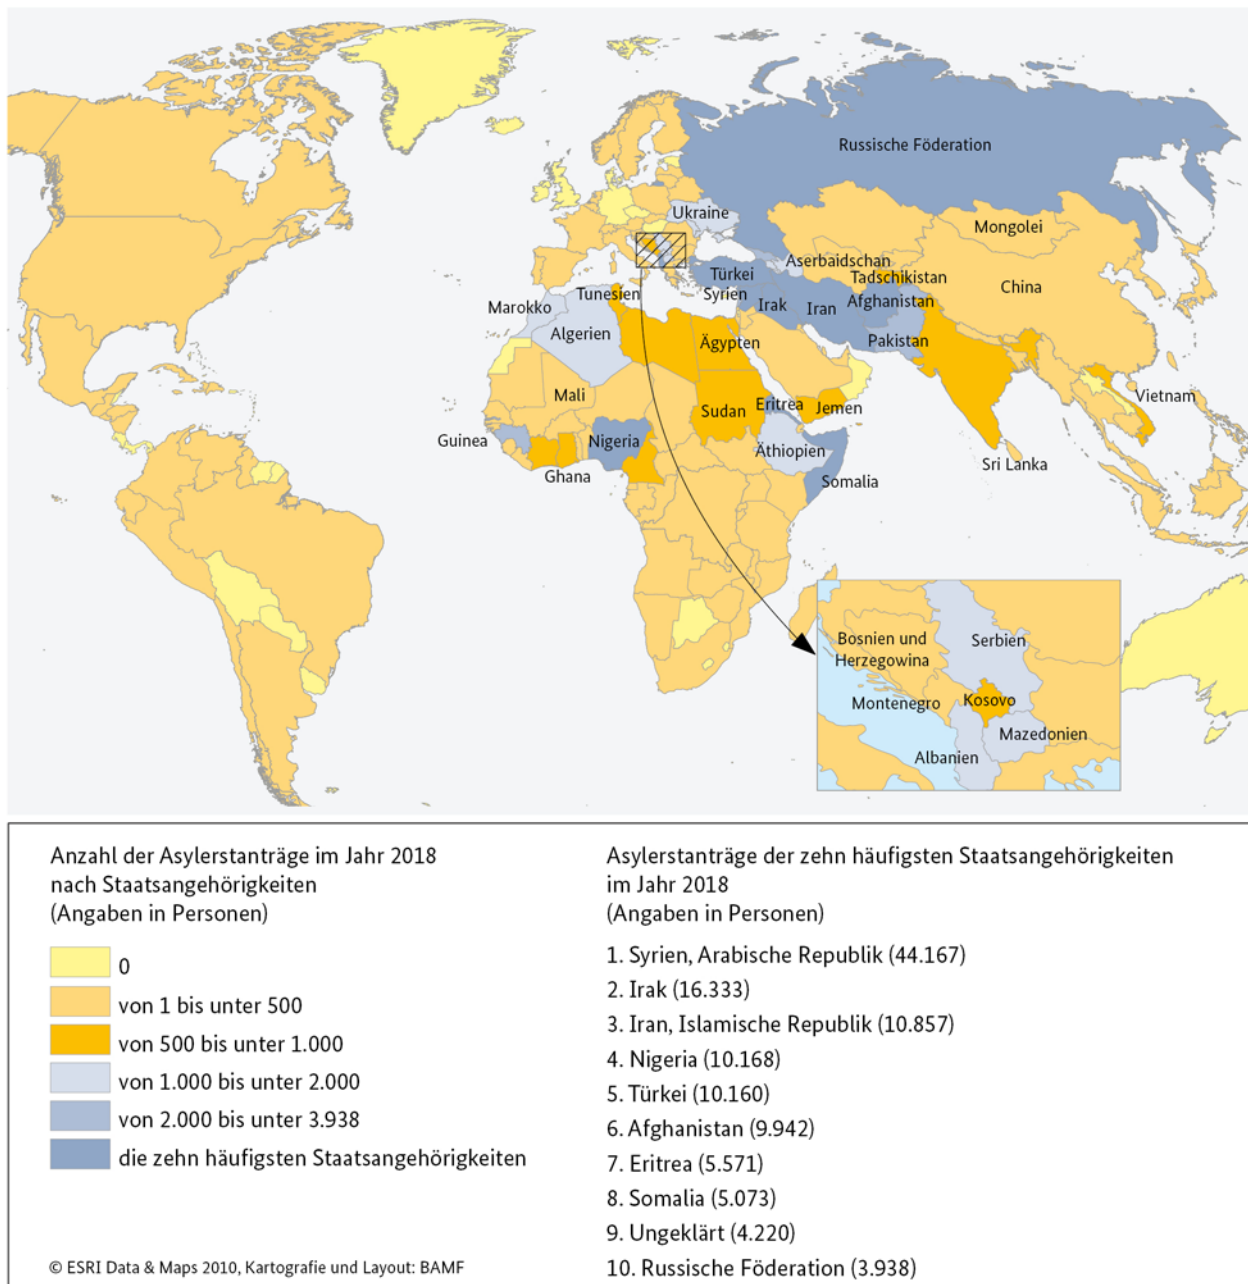 Russische Föderation
Ukraine
Mongolei
Aserbaidschan
Türkei
Tadschikistan
China
Tunesien
Syrien
Afghanistan
Marokko
Irak
Iran
Algerien
Ägypten
Pakistan
Mali
Vietnam
Sudan
Eritrea
Jemen
Guinea
Nigeria
Äthiopien
Ghana
Sri Lanka
Somalia
Bosnien und
Herzegowina
Serbien
Montenegro
Kosovo
Mazedonien
Albanien
Anzahl der Asylerstanträge im Jahr 2018
nach Staatsangehörigkeiten
(Angaben in Personen)
0
von 1 bis unter 500
von 500 bis unter 1.000
von 1.000 bis unter 2.000
von 2.000 bis unter 3.938
die zehn häufigsten Staatsangehörigkeiten
© ESRI Data & Maps 2010, Kartografie und Layout: BAMF
Asylerstanträge der zehn häufigsten Staatsangehörigkeiten
im Jahr 2018
(Angaben in Personen)
1. Syrien, Arabische Republik (44.167)
2. Irak (16.333)
3. Iran, Islamische Republik (10.857)
4. Nigeria (10.168)
5. Türkei (10.160)
6. Afghanistan (9.942)
7. Eritrea (5.571)
8. Somalia (5.073)
9. Ungeklärt (4.220)
10. Russische Föderation (3.938)